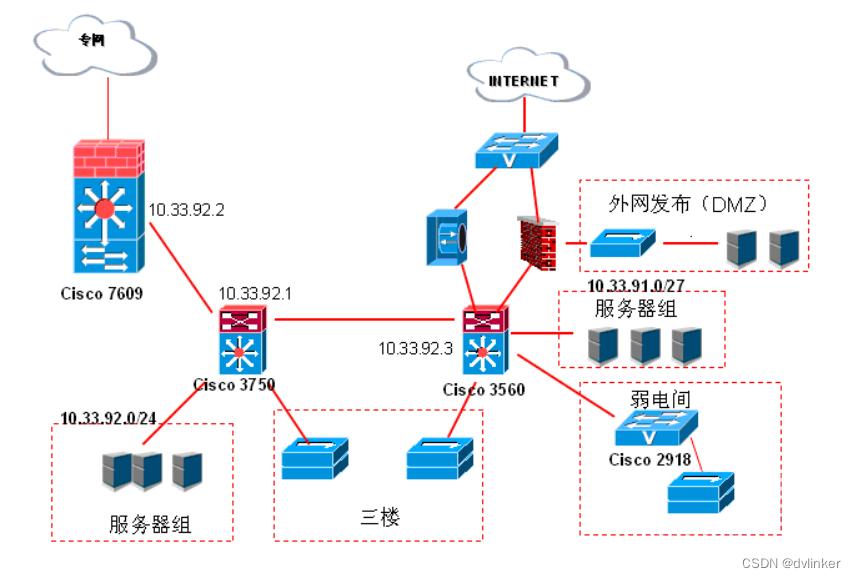 专网
INTERNET
10.33.92.2
外网发布（DMZ）
Cisco 7609
10.33.92.1
10.33.91.0/27
服务器组
10.33.92.3
Cisco 3750
Cisco 3560
弱电间
10.33.92.0/24
Cisco 2918
服务器组
三楼
V
V
CSDN @dvlinker